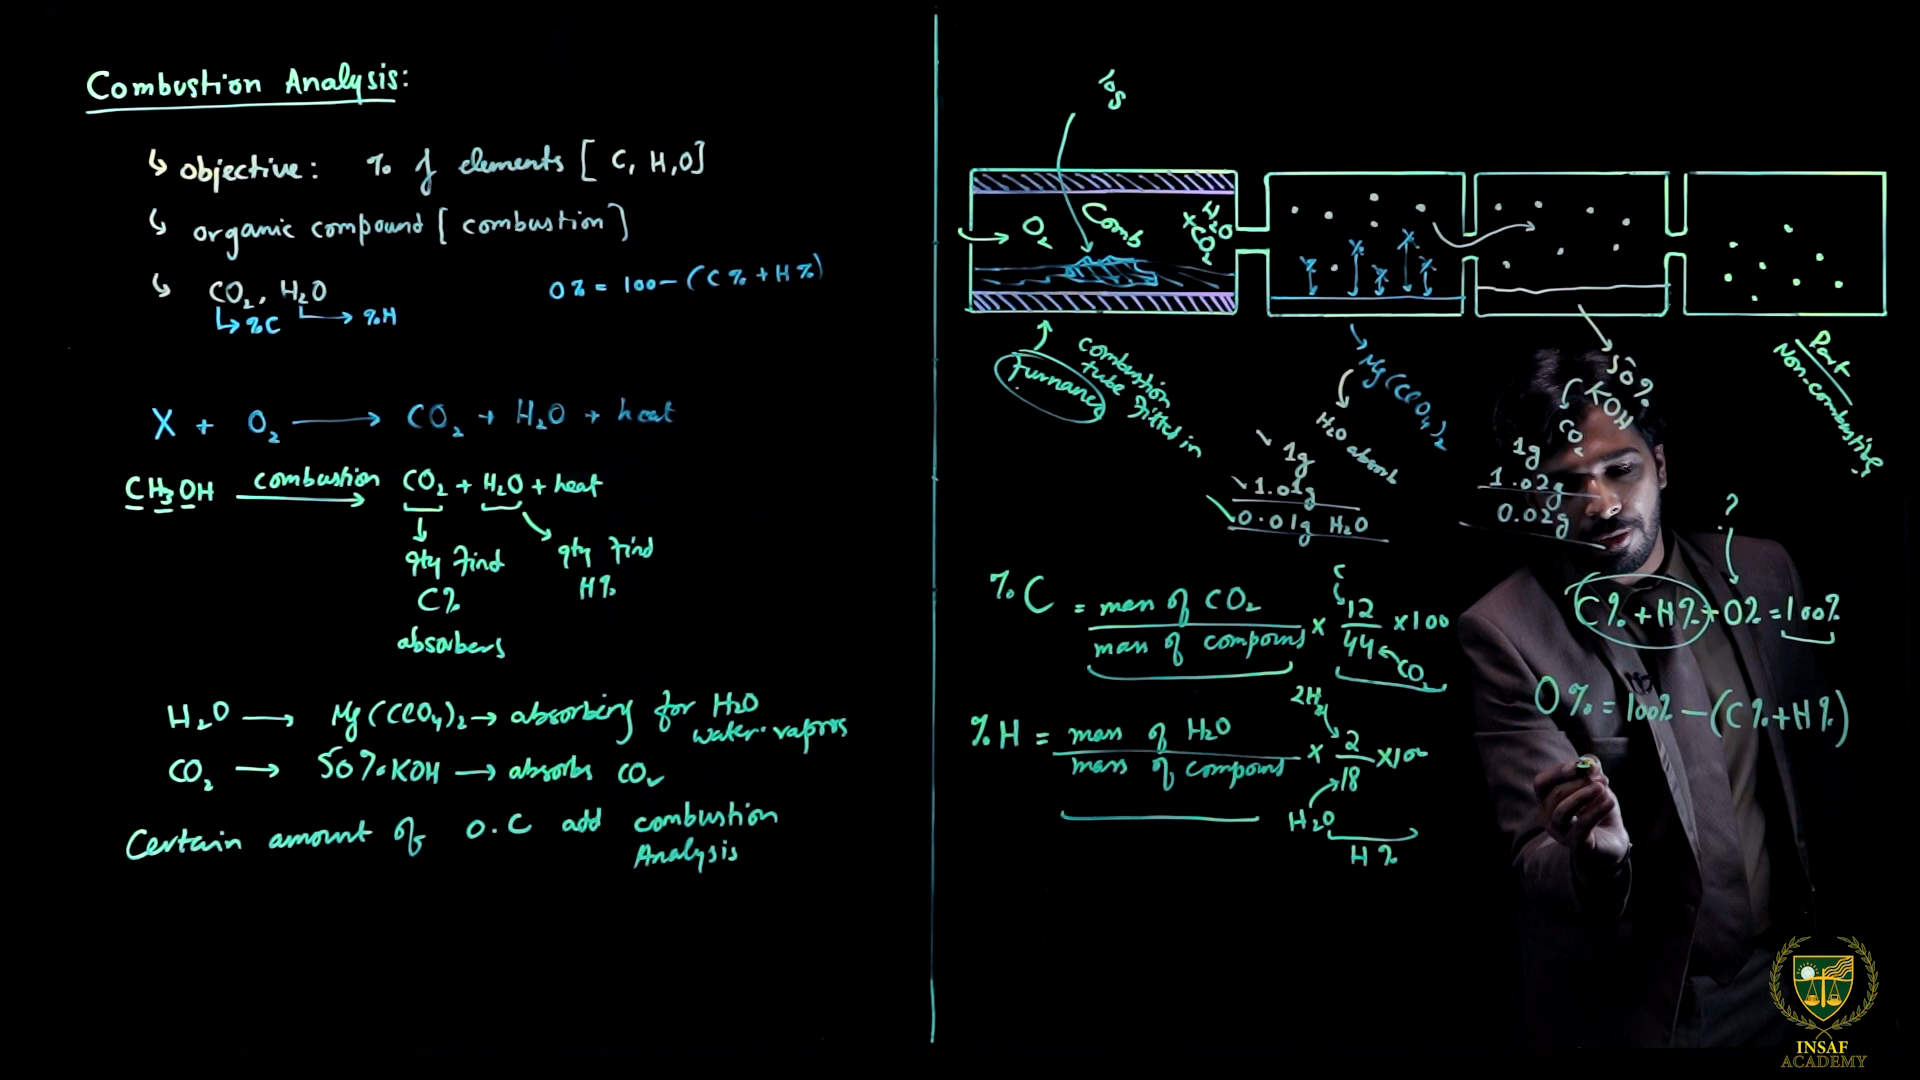 Combustion Analysis:
↳ objective: % of elements [ C, H, O]
↳ organic compound [ combustion ]
↳ CO₂, H₂O
↳ %C → %H
O % = 100 - (C % + H %)
X + O₂ → CO₂ + H₂O + heat
CH₃OH combustion → CO₂ + H₂O + heat
qty find
C%
absorbers
qty find
H%
H₂O → Mg(ClO₄)₂ → absorbing for H₂O
water vapors
CO₂ → 50% KOH → absorbs CO₂
Certain amount of O.C add combustion
Analysis
10g
O₂
Comb
H₂O
+
CO₂
furnance
combustion
tube fitted in
Mg(ClO₄)₂
H₂O absorb
1g
1.01g
0.01g H₂O
50%
KOH
CO₂
1g
1.02g
0.02g
Part
Non-combustive
%C = mass of CO₂ / mass of compound × 12/44 × 100
C
CO₂
%H = mass of H₂O / mass of compound × 2/18 × 100
2H
H₂O
H %
?
C% + H% + O% = 100%
O % = 100% - (C % + H %)
INSAF
ACADEMY